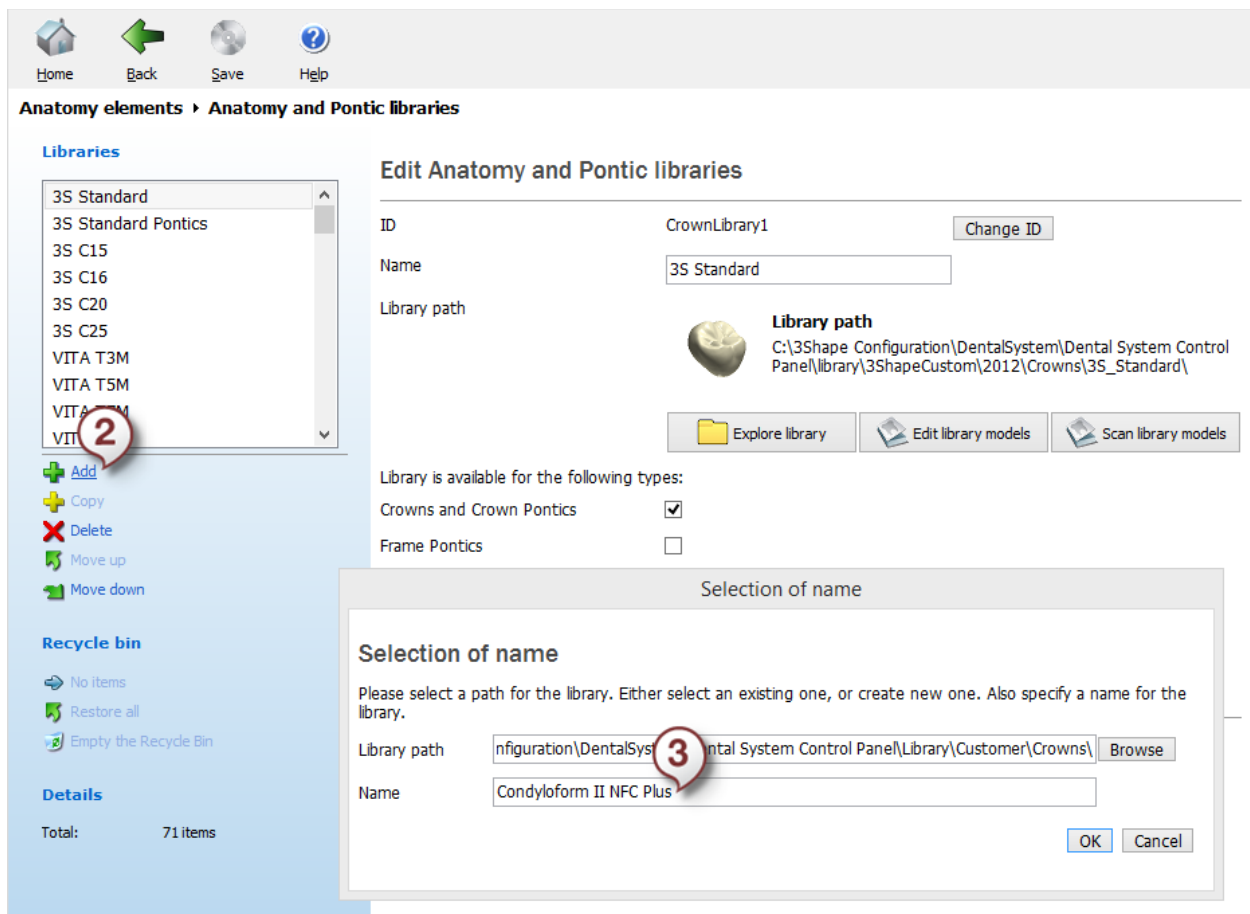 Home Back Save Help
Anatomy elements ▸ Anatomy and Pontic libraries
Libraries
3S Standard
3S Standard Pontics
3S C15
3S C16
3S C20
3S C25
VITA T3M
VITA T5M
VITA
VIT
2
Add
Copy
Delete
Move up
Move down
Recycle bin
No items
Restore all
Empty the Recycle Bin
Details
Total: 71 items
Edit Anatomy and Pontic libraries
ID CrownLibrary1 Change ID
Name 3S Standard
Library path
Library path
C:\3Shape Configuration\DentalSystem\Dental System Control
Panel\library\3ShapeCustom\2012\Crowns\3S_Standard\
Explore library Edit library models Scan library models
Library is available for the following types:
Crowns and Crown Pontics
Frame Pontics
Selection of name
Selection of name
Please select a path for the library. Either select an existing one, or create new one. Also specify a name for the
library.
Library path nfiguration\DentalSys 3 ntal System Control Panel\Library\Customer\Crowns\ Browse
Name Condyloform II NFC Plus
OK Cancel